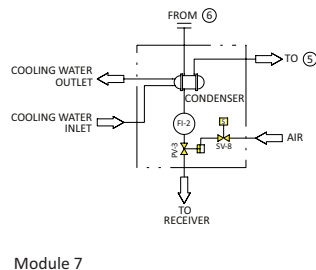 FROM 6
TO 5
COOLING WATER
OUTLET
CONDENSER
COOLING WATER
INLET
FI-2
S
AIR
PV-3
SV-8
TO
RECEIVER
Module 7